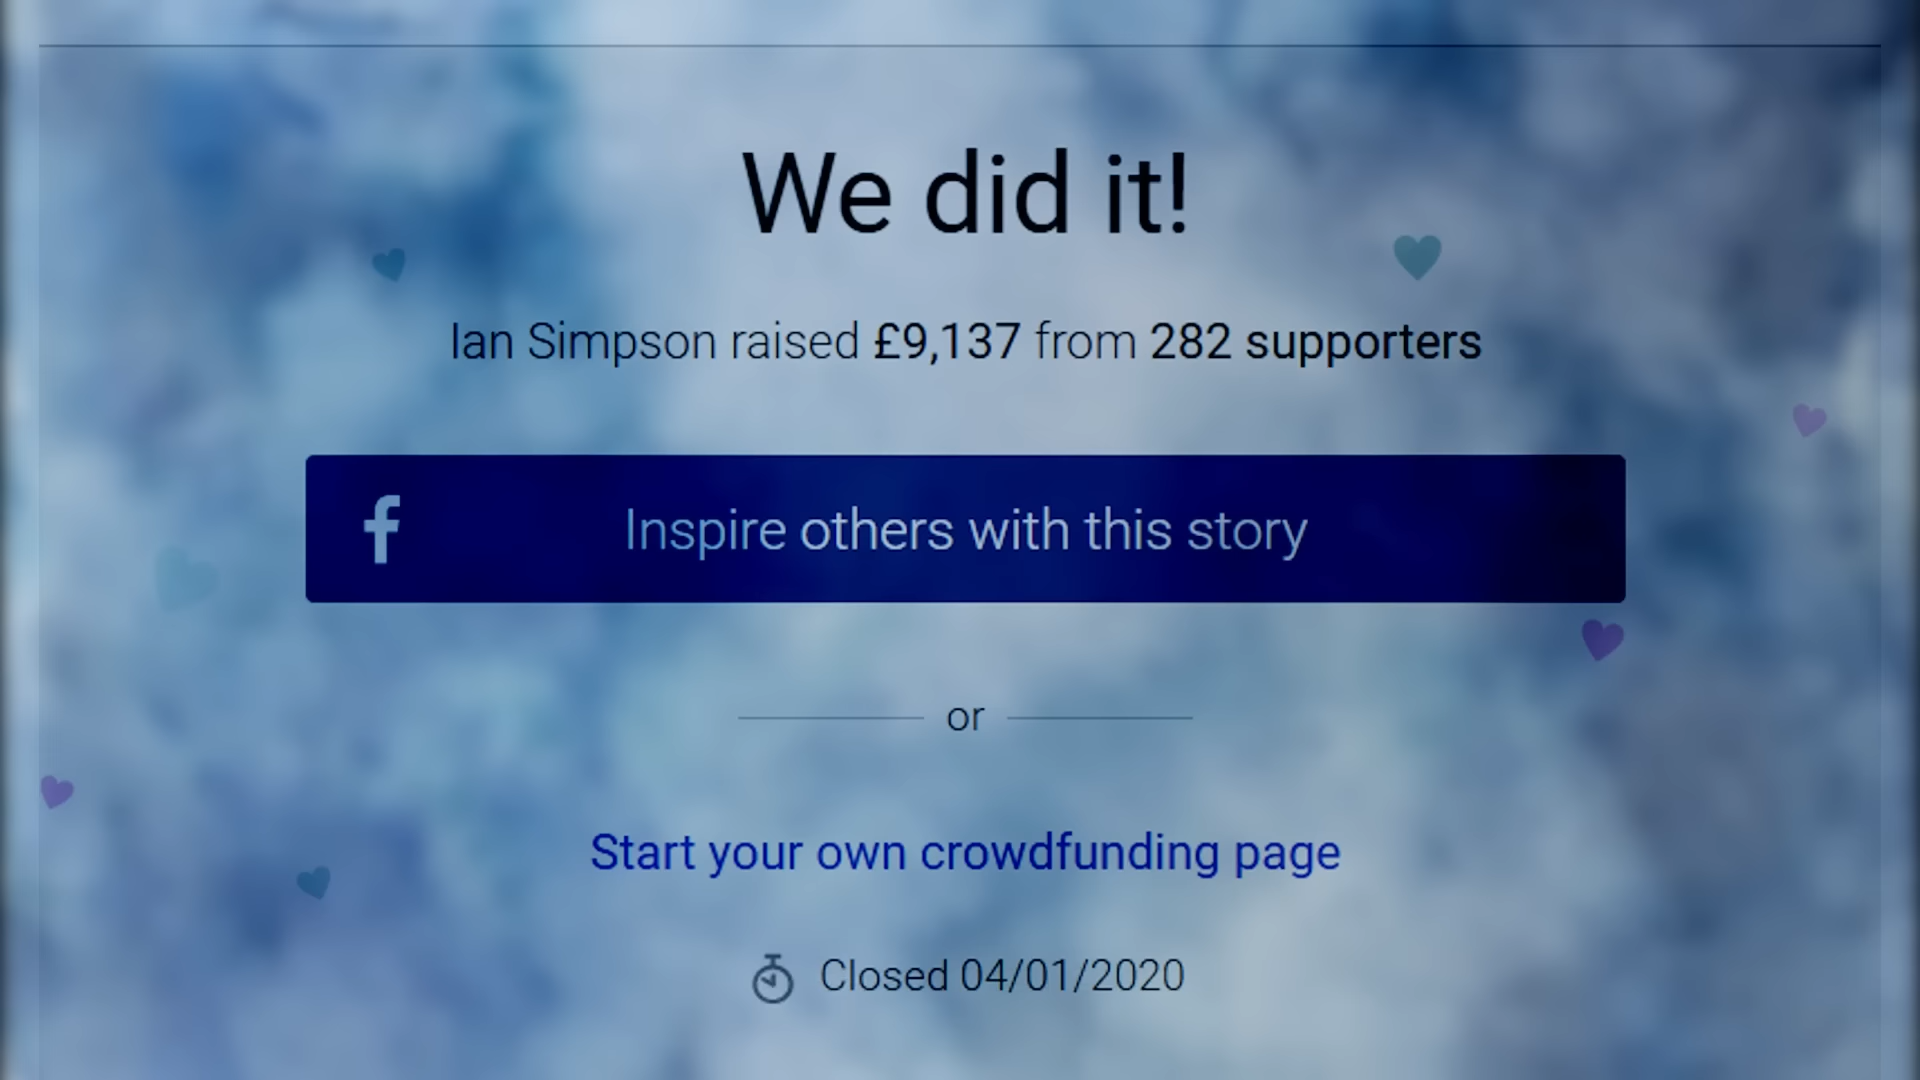 We did it!
Ian Simpson raised £9,137 from 282 supporters
Inspire others with this story
or
Start your own crowdfunding page
Closed 04/01/2020